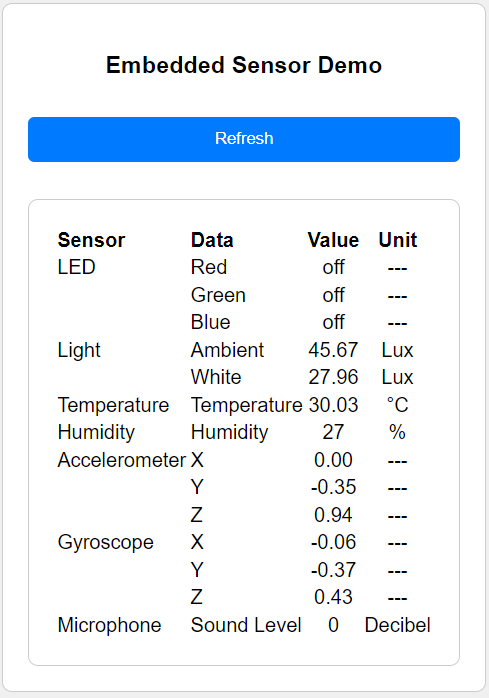 Embedded Sensor Demo
Refresh
Sensor Data Value Unit
LED Red off ---
Green off ---
Blue off ---
Light Ambient 45.67 Lux
White 27.96 Lux
Temperature Temperature 30.03 °C
Humidity Humidity 27 %
Accelerometer X 0.00 ---
Y -0.35 ---
Z 0.94 ---
Gyroscope X -0.06 ---
Y -0.37 ---
Z 0.43 ---
Microphone Sound Level 0 Decibel